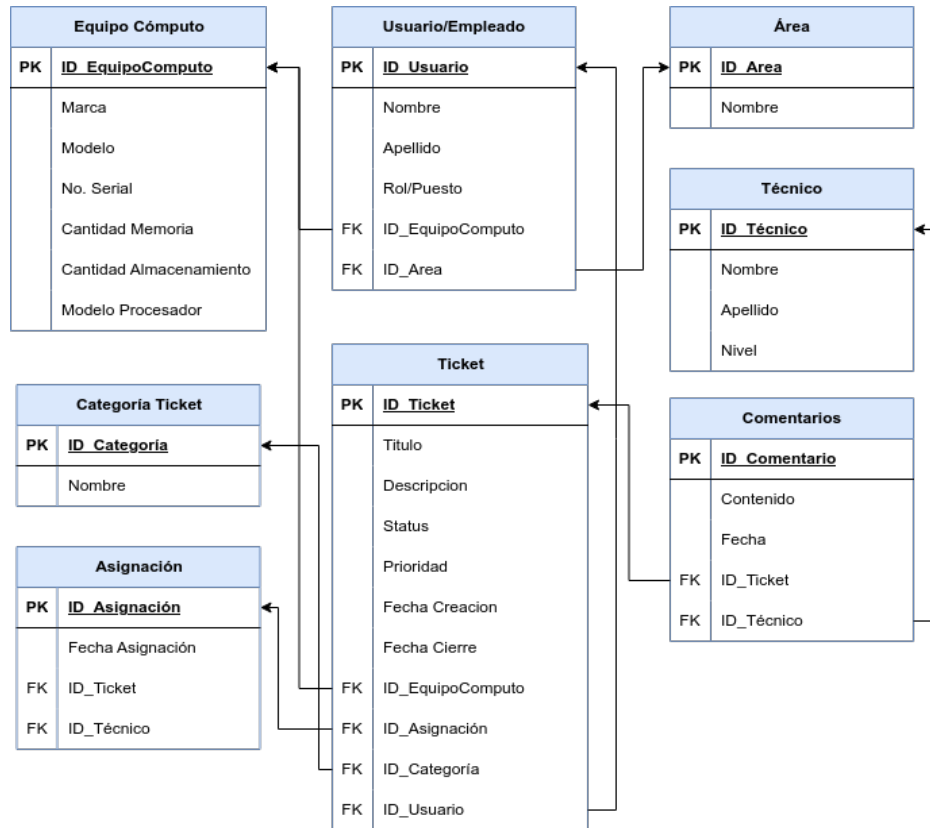 Equipo Cómputo
PK ID_EquipoComputo
Marca
Modelo
No. Serial
Cantidad Memoria
Cantidad Almacenamiento
Modelo Procesador
Usuario/Empleado
PK ID_Usuario
Nombre
Apellido
Rol/Puesto
FK ID_EquipoComputo
FK ID_Area
Área
PK ID_Area
Nombre
Técnico
PK ID_Técnico
Nombre
Apellido
Nivel
Categoría Ticket
PK ID_Categoría
Nombre
Asignación
PK ID_Asignación
Fecha Asignación
FK ID_Ticket
FK ID_Técnico
Ticket
PK ID_Ticket
Titulo
Descripcion
Status
Prioridad
Fecha Creacion
Fecha Cierre
FK ID_EquipoComputo
FK ID_Asignación
FK ID_Categoría
FK ID_Usuario
Comentarios
PK ID_Comentario
Contenido
Fecha
FK ID_Ticket
FK ID_Técnico